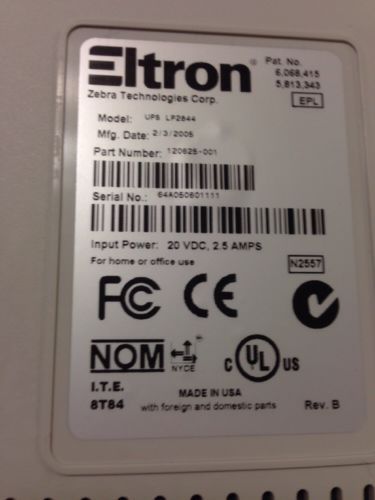 Eltron ®
Pat. No.
6,068,415
5,813,343
Zebra Technologies Corp.
EPL
Model: UPS LP2844
Mfg. Date: 2/3/2005
Part Number: 120625-001
Serial No.: 64A050601111
Input Power: 20 VDC, 2.5 AMPS
For home or office use
N2557
FC CE
NOM NYCE
C UL US
I.T.E.
8T84
MADE IN USA
with foreign and domestic parts
Rev. B